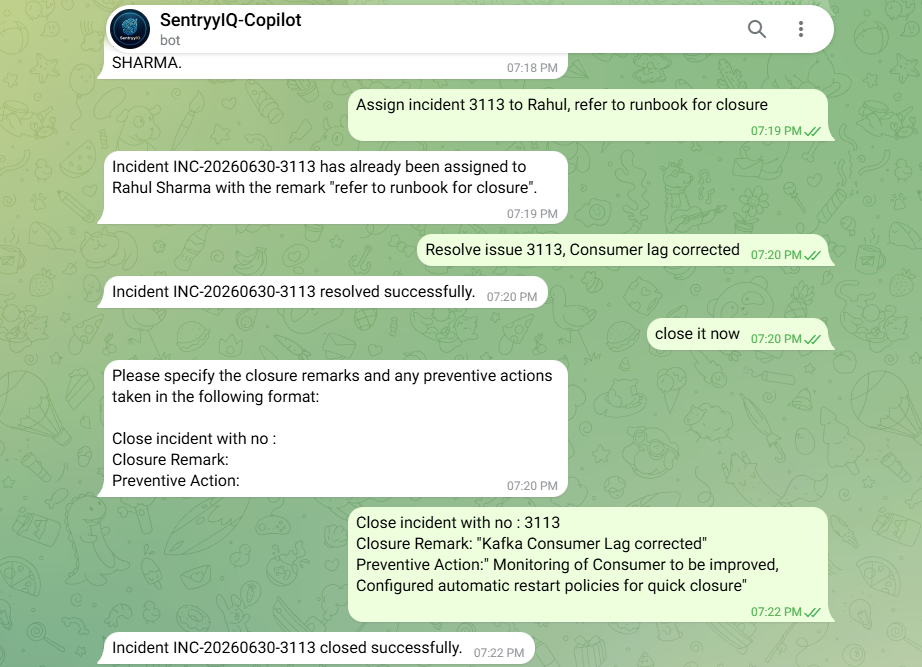 SentryyIQ-Copilot
bot
SHARMA.
07:18 PM
Assign incident 3113 to Rahul, refer to runbook for closure
07:19 PM
Incident INC-20260630-3113 has already been assigned to
Rahul Sharma with the remark "refer to runbook for closure".
07:19 PM
Resolve issue 3113, Consumer lag corrected 07:20 PM
Incident INC-20260630-3113 resolved successfully. 07:20 PM
close it now 07:20 PM
Please specify the closure remarks and any preventive actions
taken in the following format:
Close incident with no :
Closure Remark:
Preventive Action:
07:20 PM
Close incident with no : 3113
Closure Remark: "Kafka Consumer Lag corrected"
Preventive Action:" Monitoring of Consumer to be improved,
Configured automatic restart policies for quick closure"
07:22 PM
Incident INC-20260630-3113 closed successfully. 07:22 PM